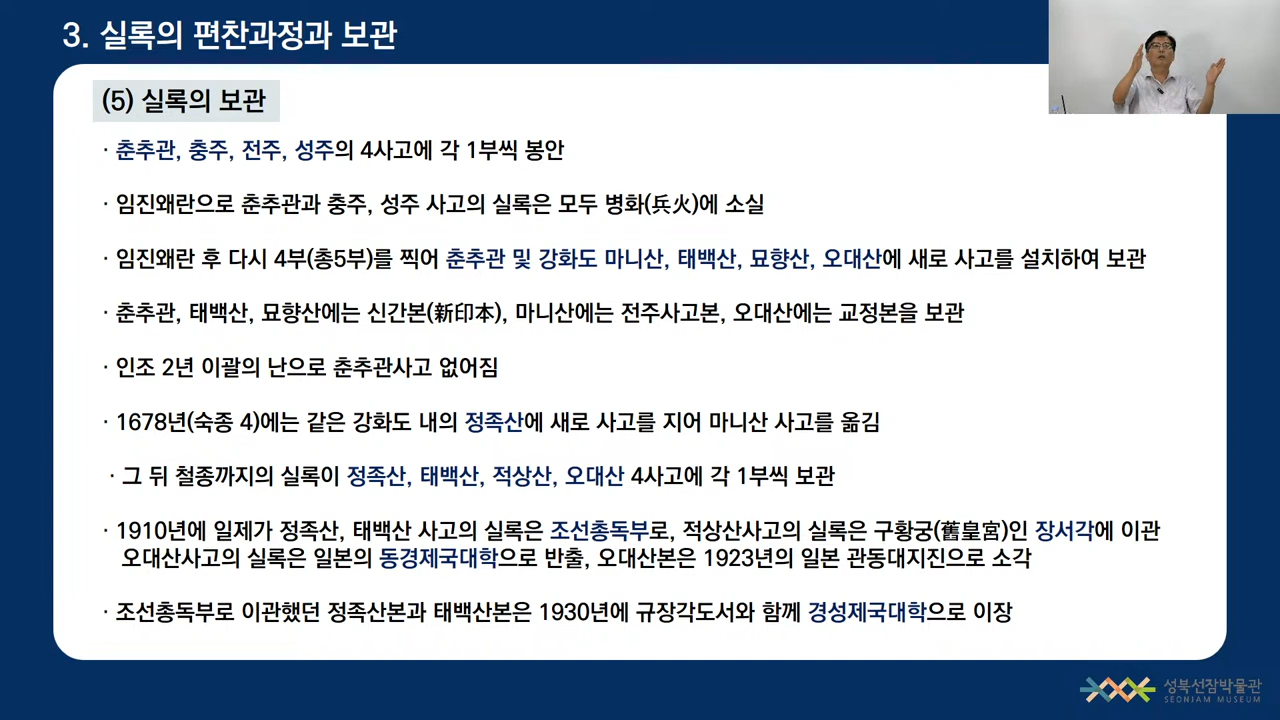 3. 실록의 편찬과정과 보관
(5) 실록의 보관
· 춘추관, 충주, 전주, 성주의 4사고에 각 1부씩 봉안
· 임진왜란으로 춘추관과 충주, 성주 사고의 실록은 모두 병화(兵火)에 소실
· 임진왜란 후 다시 4부(총5부)를 찍어 춘추관 및 강화도 마니산, 태백산, 묘향산, 오대산에 새로 사고를 설치하여 보관
· 춘추관, 태백산, 묘향산에는 신간본(新印本), 마니산에는 전주사고본, 오대산에는 교정본을 보관
· 인조 2년 이괄의 난으로 춘추관사고 없어짐
· 1678년(숙종 4)에는 같은 강화도 내의 정족산에 새로 사고를 지어 마니산 사고를 옮김
· 그 뒤 철종까지의 실록이 정족산, 태백산, 적상산, 오대산 4사고에 각 1부씩 보관
· 1910년에 일제가 정족산, 태백산 사고의 실록은 조선총독부로, 적상산사고의 실록은 구황궁(舊皇宮)인 장서각에 이관
오대산사고의 실록은 일본의 동경제국대학으로 반출, 오대산본은 1923년의 일본 관동대지진으로 소각
· 조선총독부로 이관했던 정족산본과 태백산본은 1930년에 규장각도서와 함께 경성제국대학으로 이장
성북선잠박물관
SEONJAM MUSEUM